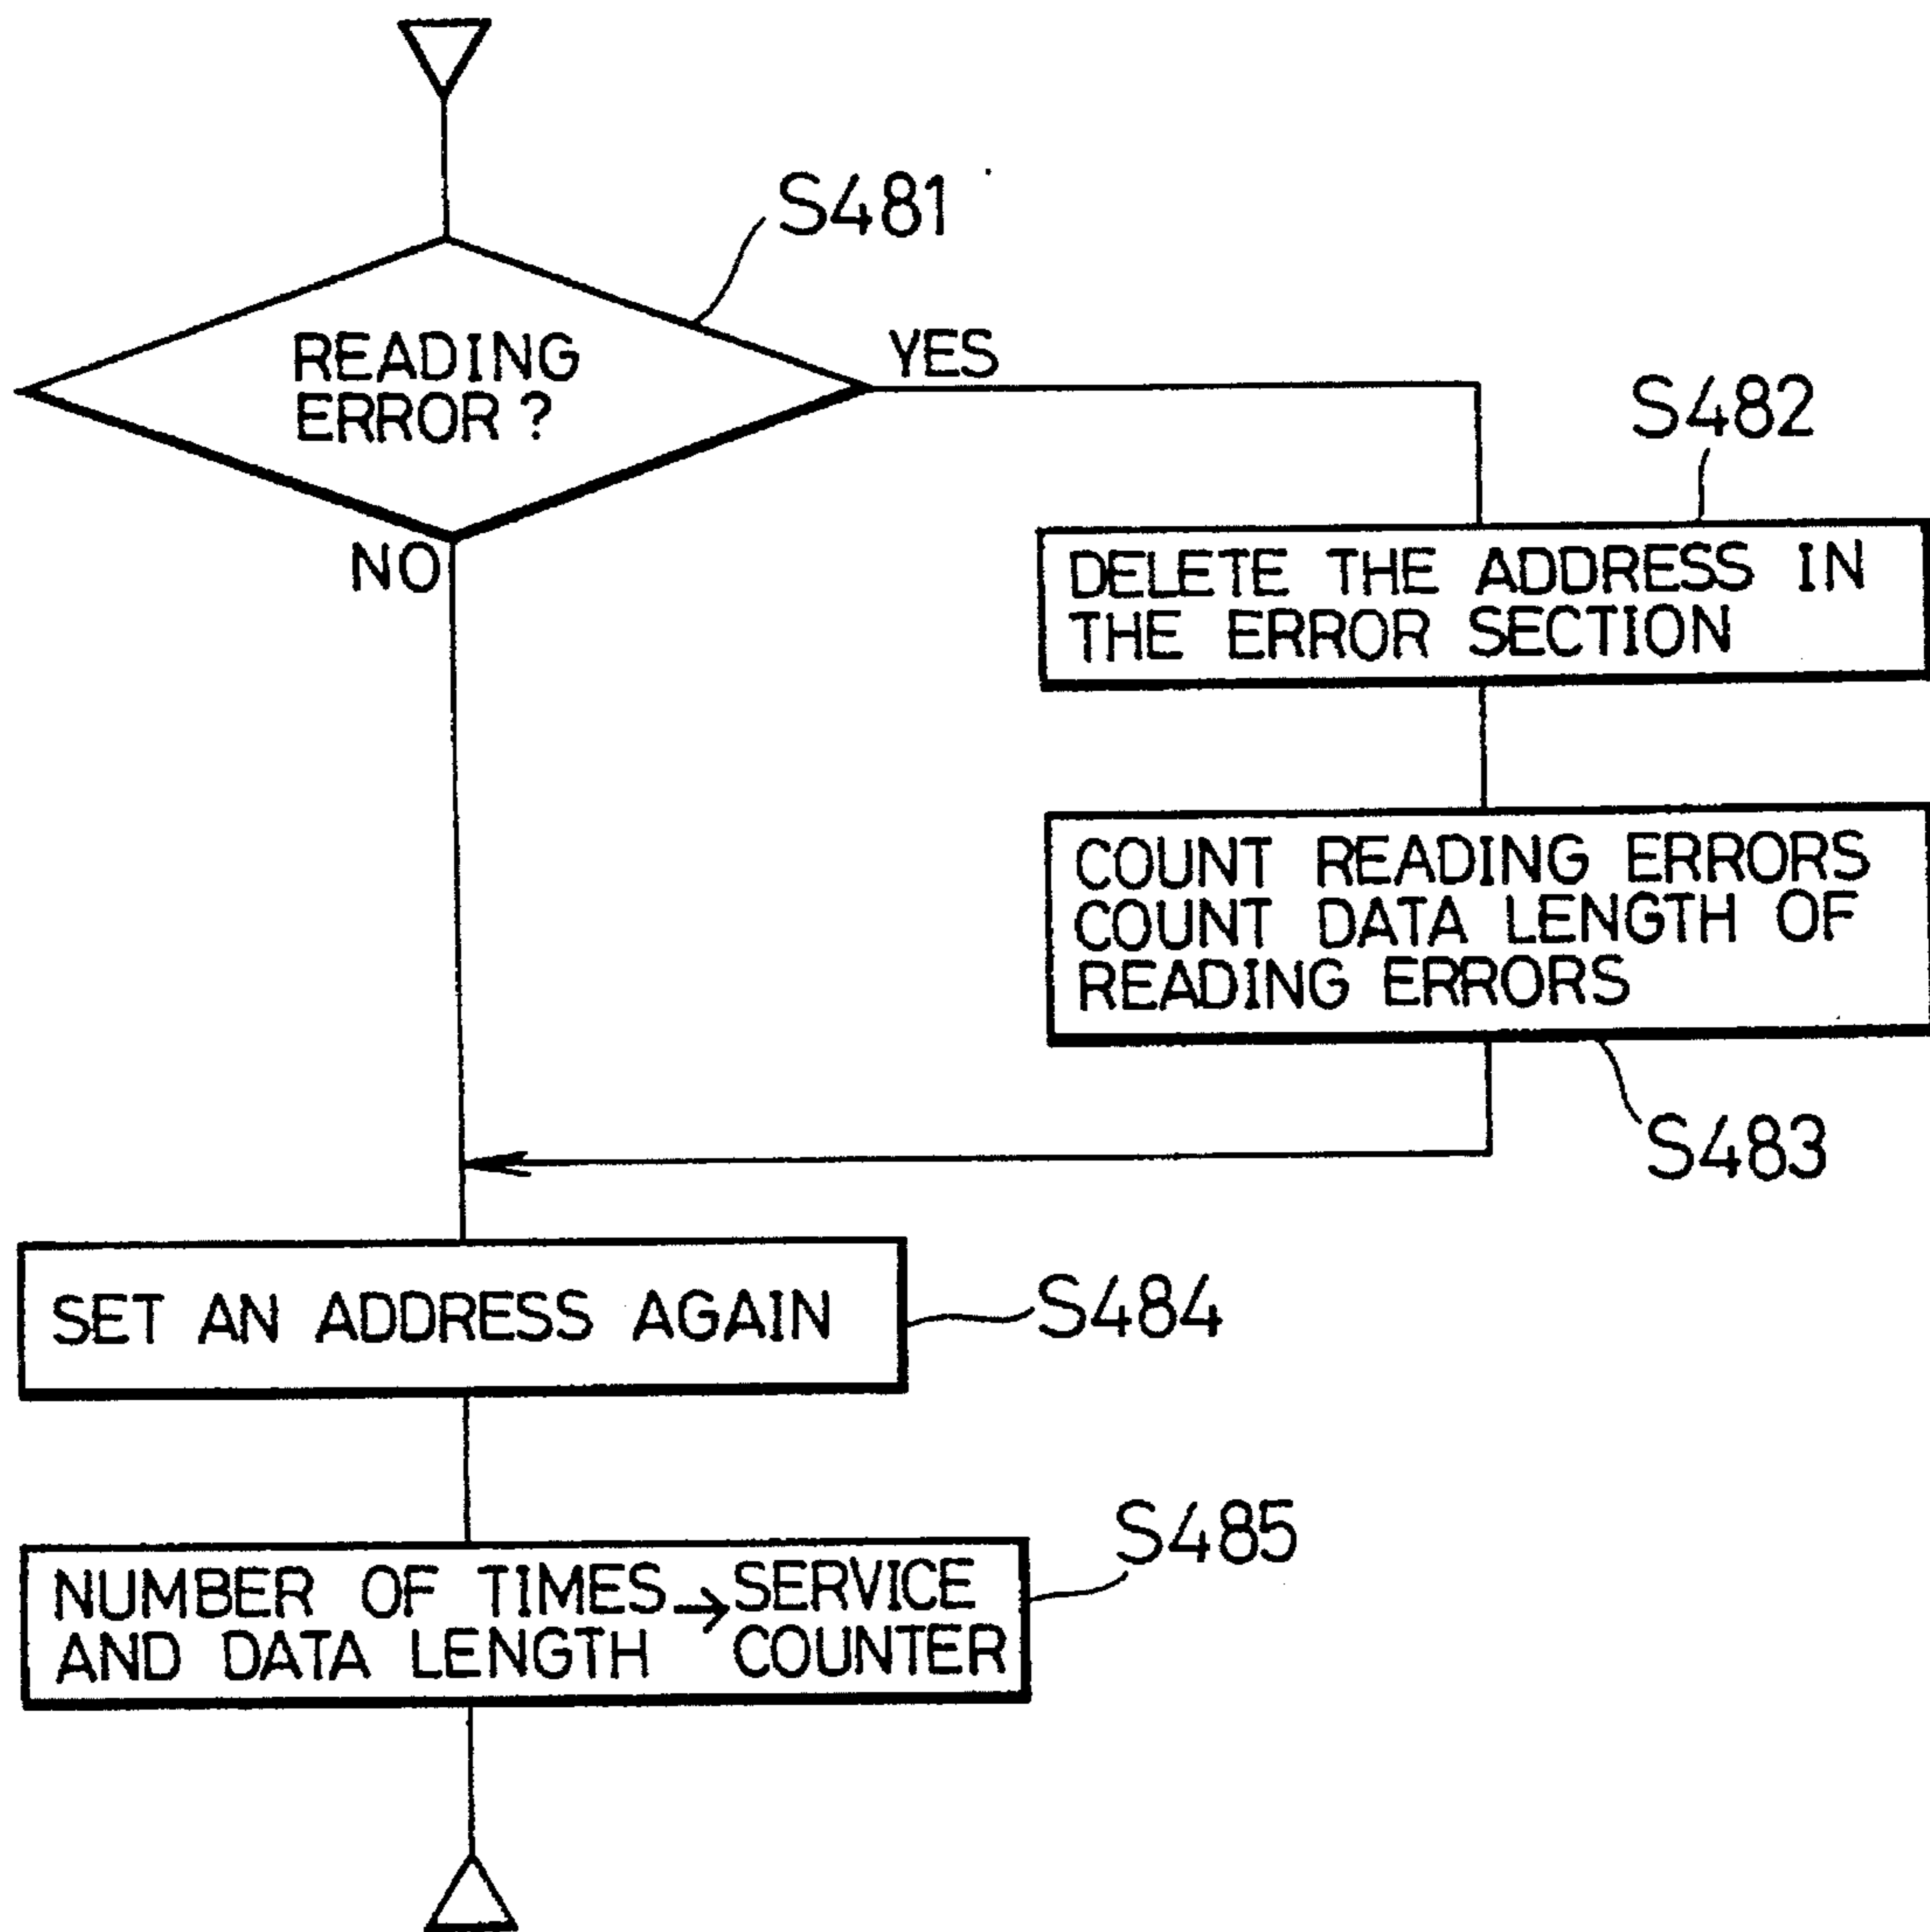 S481
READING
ERROR?
YES
NO
S482
DELETE THE ADDRESS IN
THE ERROR SECTION
COUNT READING ERRORS
COUNT DATA LENGTH OF
READING ERRORS
S483
SET AN ADDRESS AGAIN
S484
S485
NUMBER OF TIMES → SERVICE
AND DATA LENGTH COUNTER